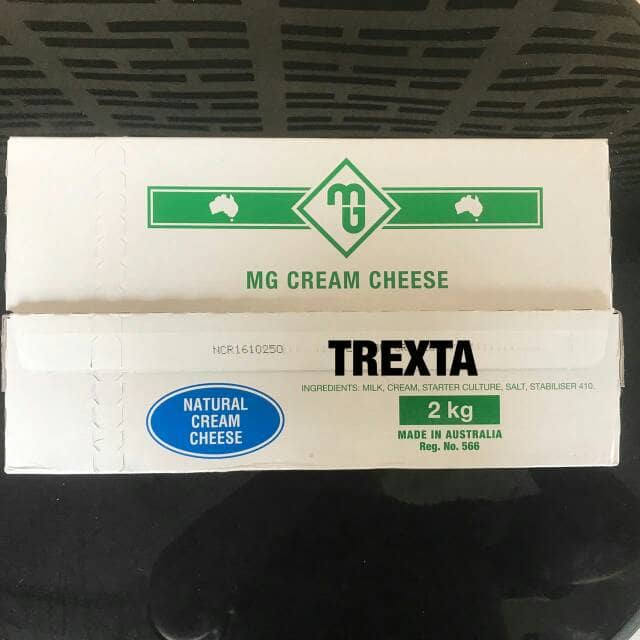 MG
MG CREAM CHEESE
NCR1610250
TREXTA
INGREDIENTS: MILK, CREAM, STARTER CULTURE, SALT, STABILISER 410.
NATURAL
CREAM
CHEESE
2 kg
MADE IN AUSTRALIA
Reg. No. 566